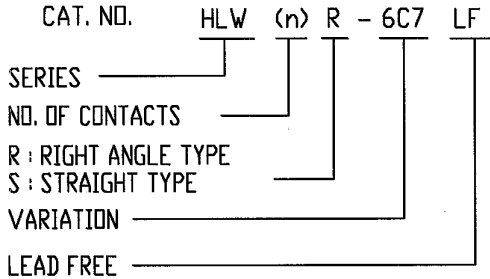 CAT. NO. HLW (n) R - 6C7 LF
SERIES
NO. OF CONTACTS
R : RIGHT ANGLE TYPE
S : STRAIGHT TYPE
VARIATION
LEAD FREE